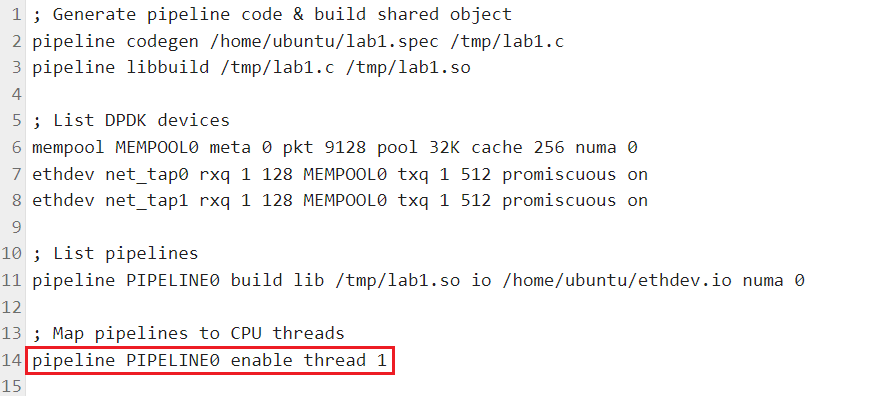 1 ; Generate pipeline code & build shared object
2 pipeline codegen /home/ubuntu/lab1.spec /tmp/lab1.c
3 pipeline libbuild /tmp/lab1.c /tmp/lab1.so
4
5 ; List DPDK devices
6 mempool MEMPOOL0 meta 0 pkt 9128 pool 32K cache 256 numa 0
7 ethdev net_tap0 rxq 1 128 MEMPOOL0 txq 1 512 promiscuous on
8 ethdev net_tap1 rxq 1 128 MEMPOOL0 txq 1 512 promiscuous on
9
10 ; List pipelines
11 pipeline PIPELINE0 build lib /tmp/lab1.so io /home/ubuntu/ethdev.io numa 0
12
13 ; Map pipelines to CPU threads
14 pipeline PIPELINE0 enable thread 1
15